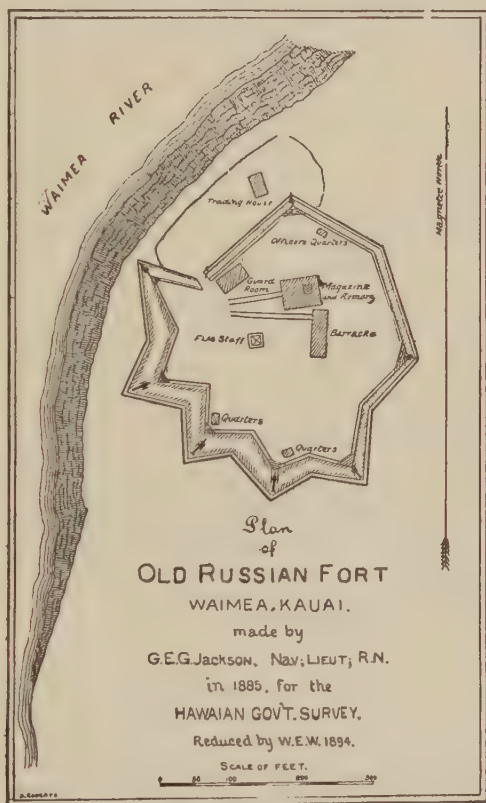 WAIMEA RIVER
Trading House
Officers Quarters
Guard
Room
Magazine
and Armory
Barracks
Flag Staff
Quarters
Quarters
Magnetic North
Plan
of
OLD RUSSIAN FORT
WAIMEA, KAUAI.
made by
G.E.G. Jackson, Nav; LIEUT; R.N.
in 1885, for the
HAWAIAN GOV'T. SURVEY.
Reduced by W.E.W. 1894.
SCALE OF FEET.
0 50 100 200 300